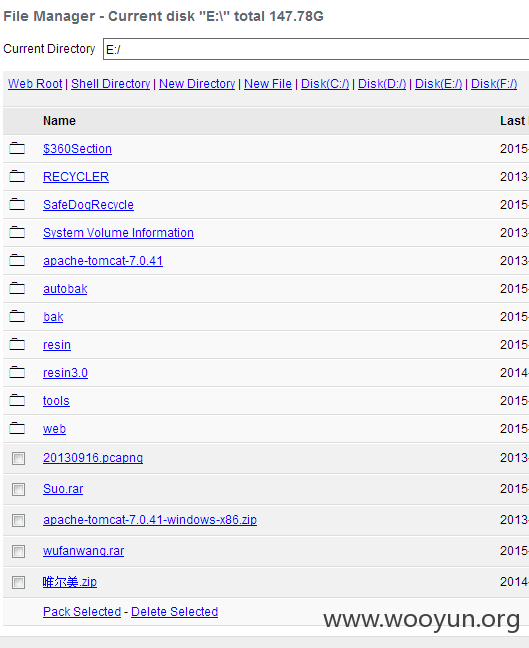 File Manager - Current disk "E:\" total 147.78G
Current Directory E:/
Web Root | Shell Directory | New Directory | New File | Disk(C:/) | Disk(D:/) | Disk(E:/) | Disk(F:/)
Name Last
$360Section 2015-
RECYCLER 2013-
SafeDogRecycle 2015-
System Volume Information 2013-
apache-tomcat-7.0.41 2013-
autobak 2015-
bak 2015-
resin 2015-
resin3.0 2014-
tools 2015-
web 2015-
20130916.pcapng 2013-
Suo.rar 2015-
apache-tomcat-7.0.41-windows-x86.zip 2013-
wufanwang.rar 2015-
唯尔美.zip 2014-
Pack Selected - Delete Selected
www.wooyun.org